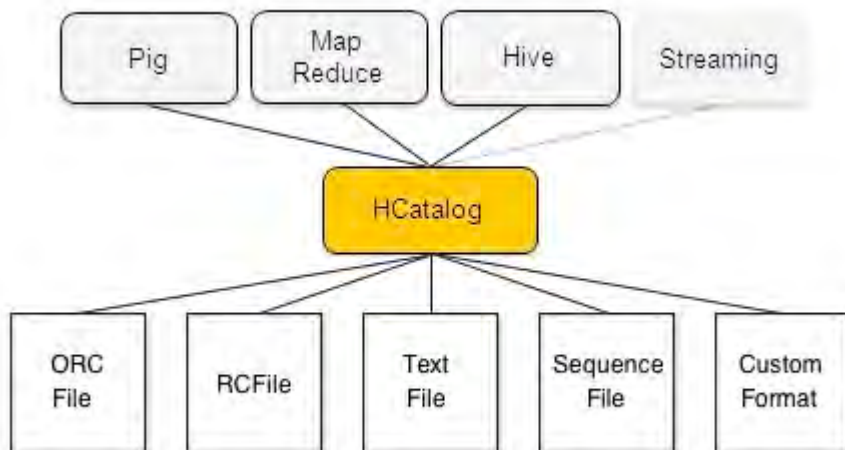 Pig
Map
Reduce
Hive
Streaming
HCatalog
ORC
File
RCFile
Text
File
Sequence
File
Custom
Format